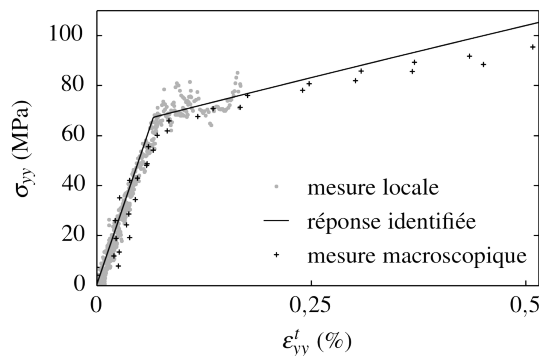 100
80
60
40
20
0
σyy (MPa)
mesure locale
réponse identifiée
mesure macroscopique
0
0,25
0,5
ε^t_yy (%)